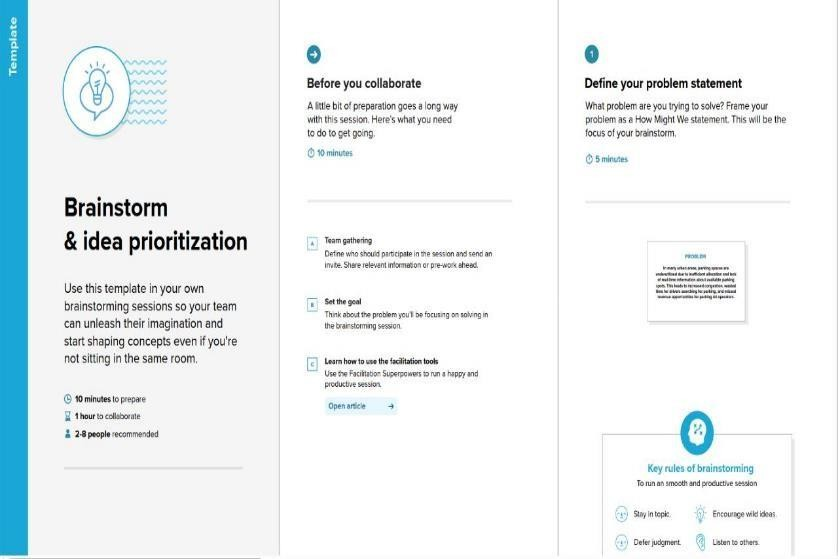 Template
Brainstorm
& idea prioritization
Use this template in your own
brainstorming sessions so your team
can unleash their imagination and
start shaping concepts even if you're
not sitting in the same room.
10 minutes to prepare
1 hour to collaborate
2-8 people recommended
Before you collaborate
A little bit of preparation goes a long way
with this session. Here's what you need
to do to get going.
10 minutes
A
Team gathering
Define who should participate in the session and send an
invite. Share relevant information or pre-work ahead.
B
Set the goal
Think about the problem you'll be focusing on solving in
the brainstorming session.
C
Learn how to use the facilitation tools
Use the Facilitation Superpowers to run a happy and
productive session.
Open article
1
Define your problem statement
What problem are you trying to solve? Frame your
problem as a How Might We statement. This will be the
focus of your brainstorm.
5 minutes
PROBLEM
In many urban areas, parking spaces are
underutilized due to inefficient allocation and lack
of real-time information about available parking
spots. This leads to increased congestion, wasted
time for drivers searching for parking, and missed
revenue opportunities for parking lot operators.
Key rules of brainstorming
To run an smooth and productive session
Stay in topic.
Encourage wild ideas.
Defer judgment.
Listen to others.